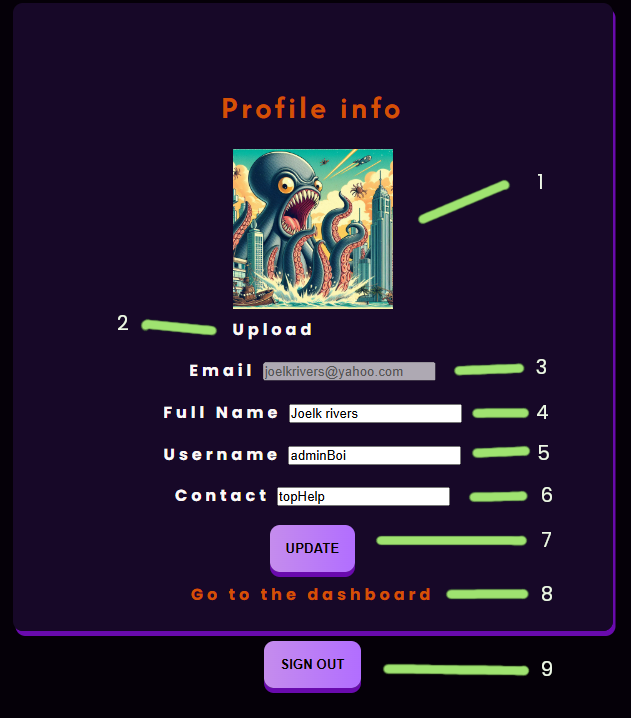 Profile info
1
2 Upload
Email joelkrivers@yahoo.com 3
Full Name Joelk rivers 4
Username adminBoi 5
Contact topHelp 6
UPDATE 7
Go to the dashboard 8
SIGN OUT 9